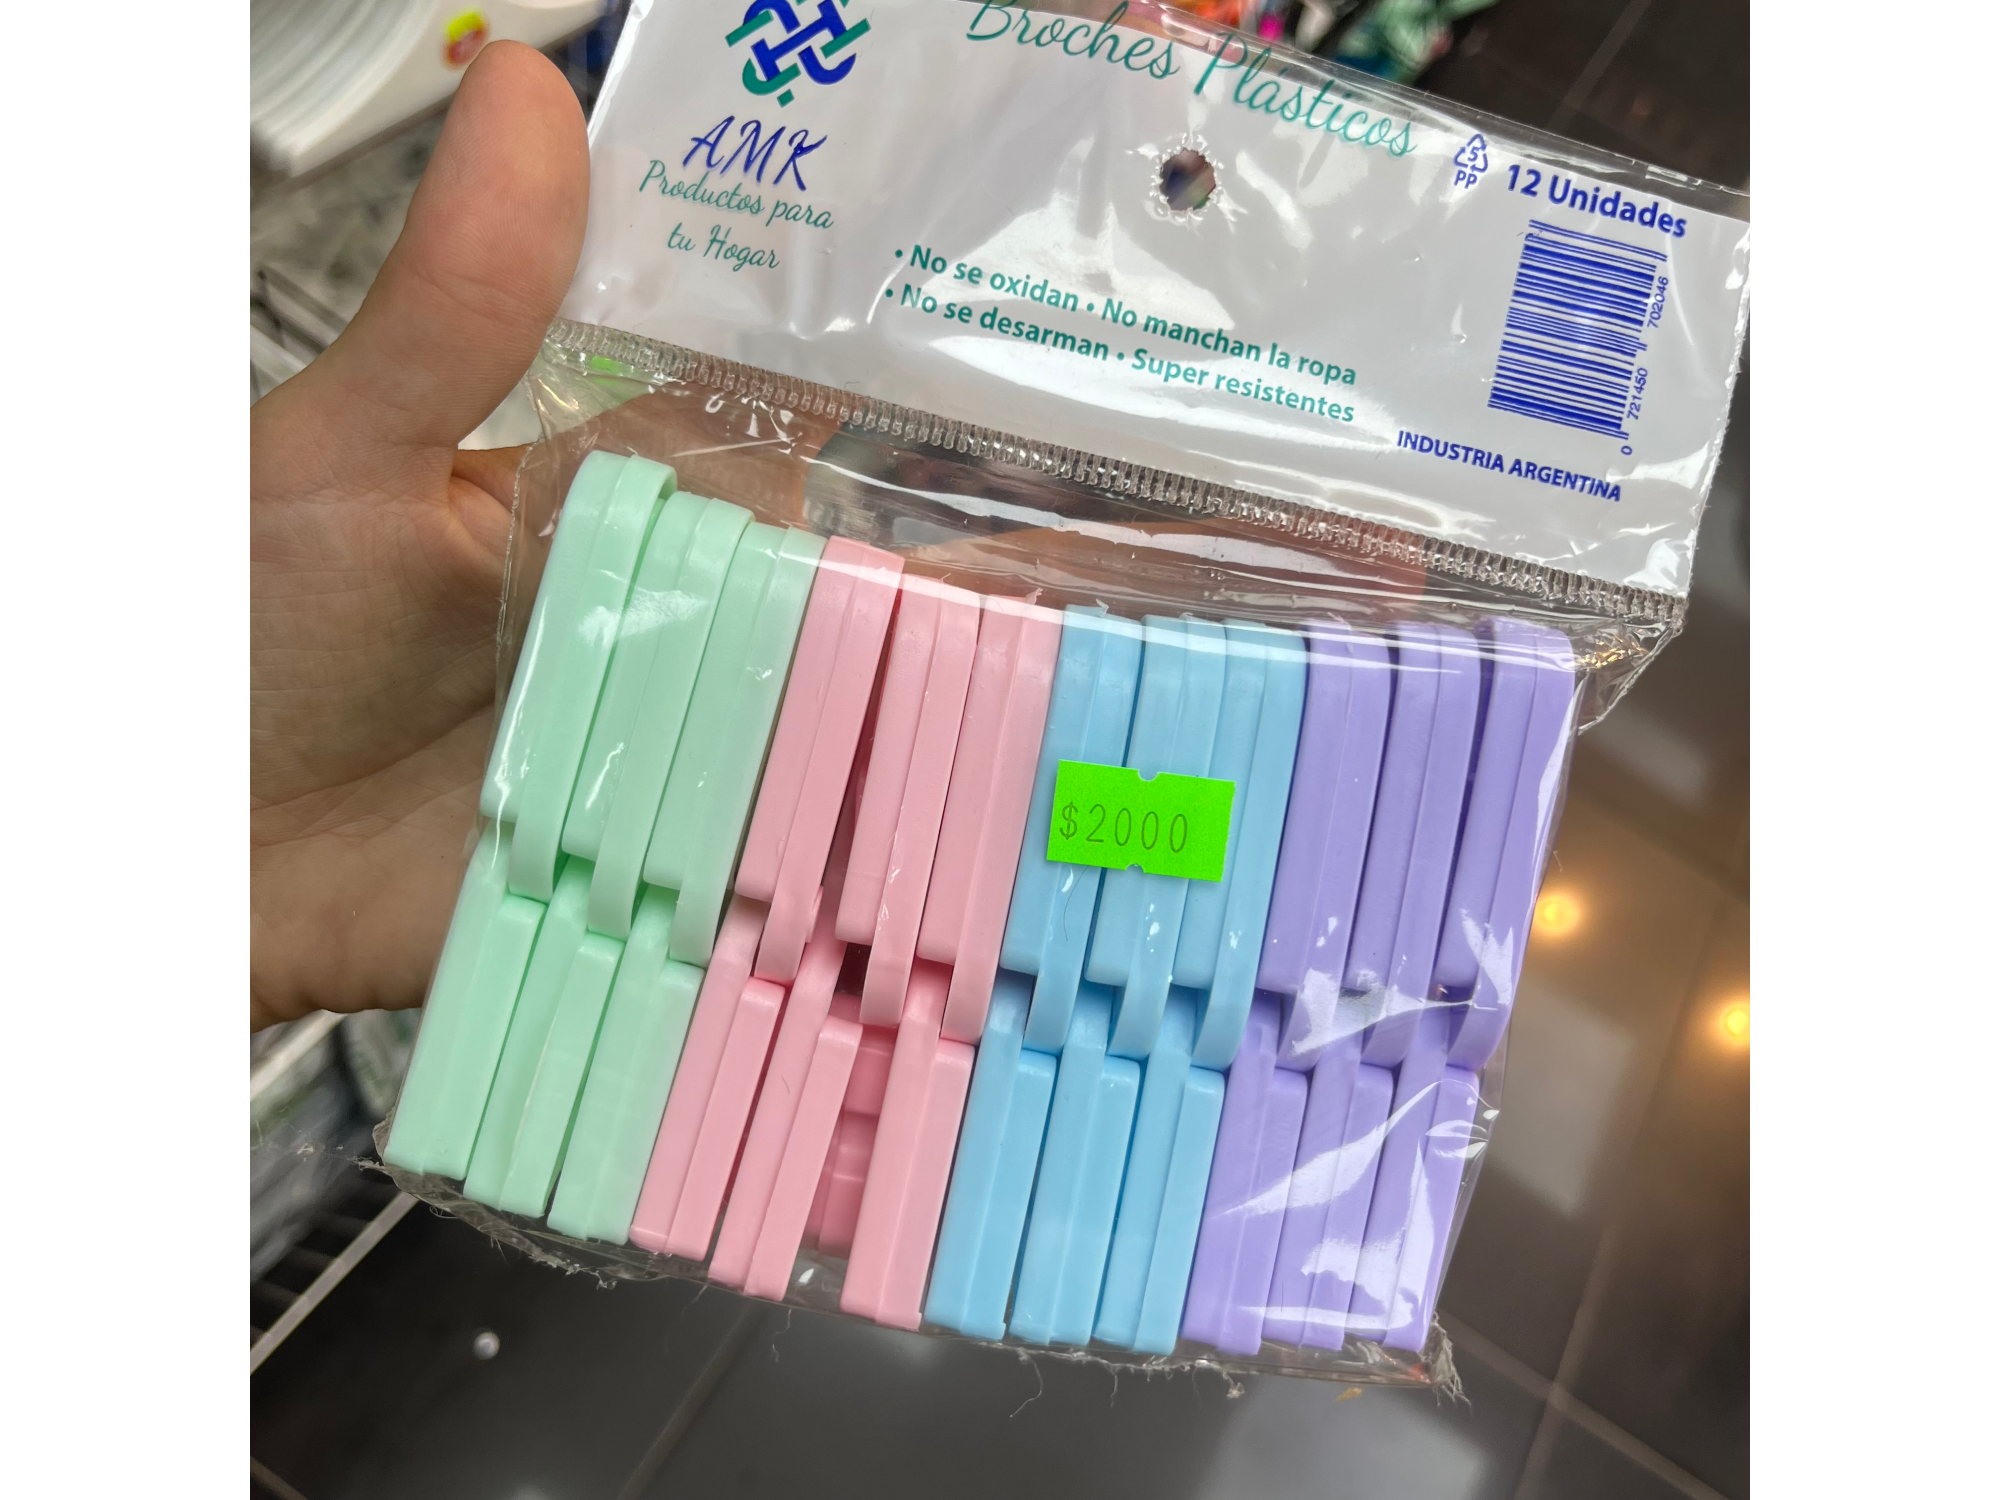 Broches Plásticos
AMK
Productos para
tu Hogar
5
PP
12 Unidades
• No se oxidan • No manchan la ropa
• No se desarman • Super resistentes
0 721450 702046
INDUSTRIA ARGENTINA
$2000